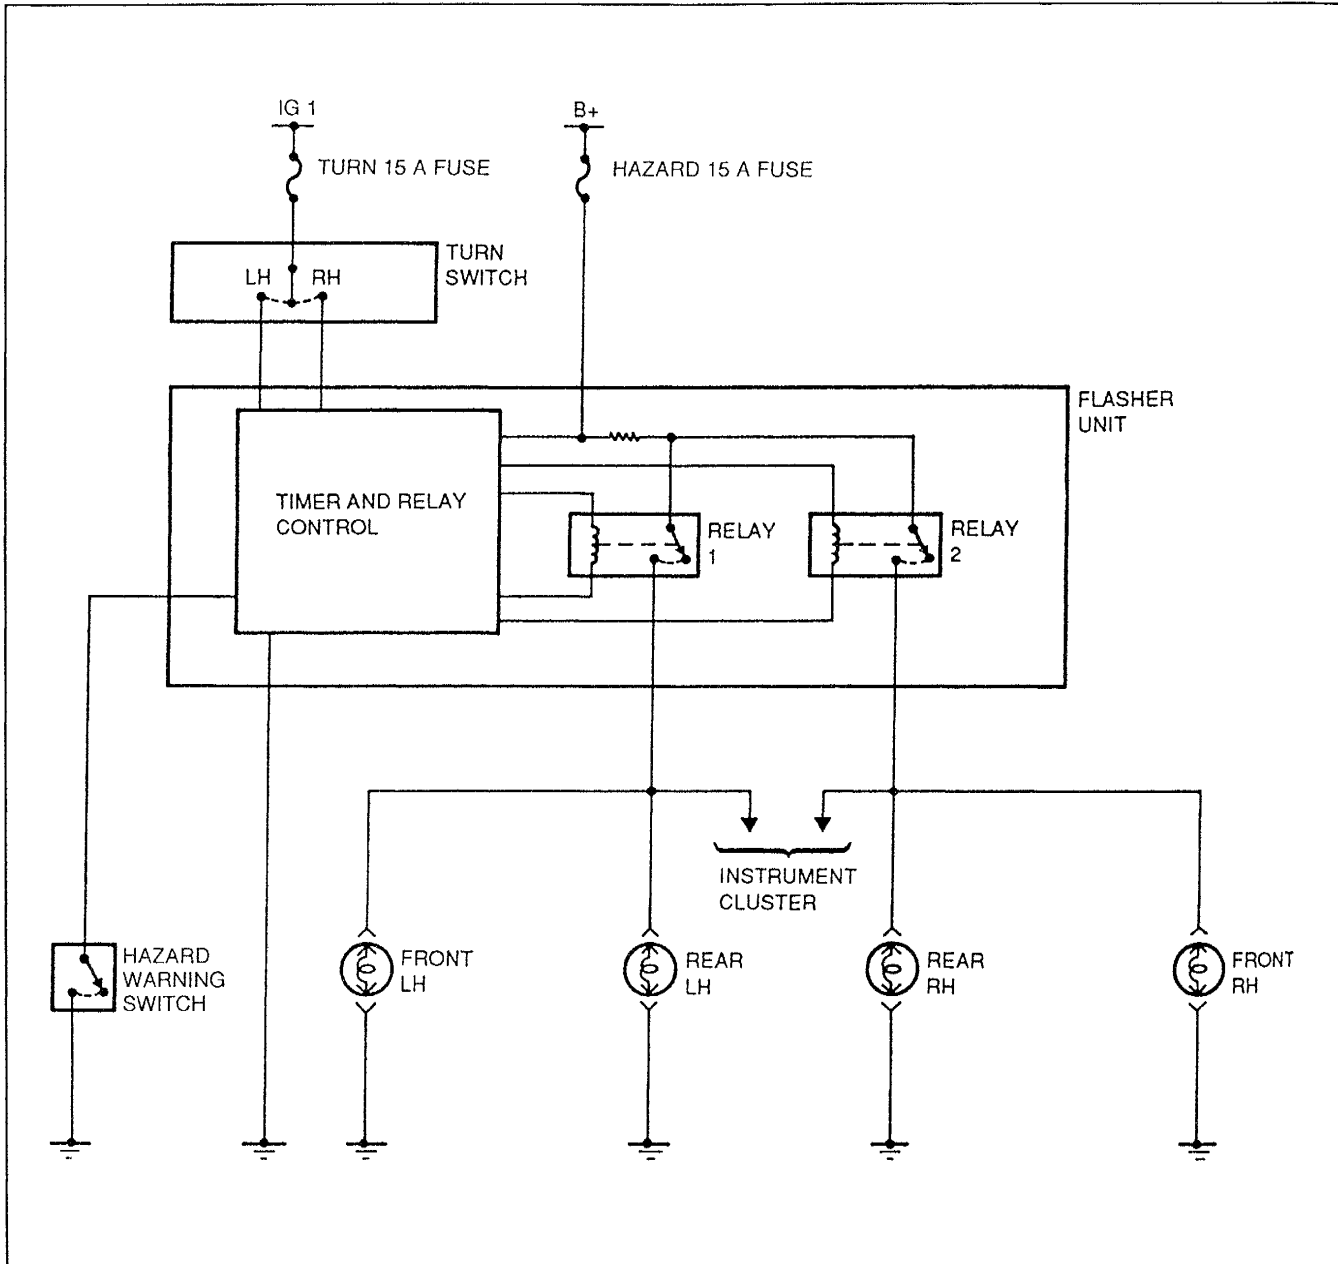 IG 1
B+
TURN 15 A FUSE
HAZARD 15 A FUSE
TURN
SWITCH
LH
RH
FLASHER
UNIT
TIMER AND RELAY
CONTROL
RELAY
1
RELAY
2
INSTRUMENT
CLUSTER
HAZARD
WARNING
SWITCH
FRONT
LH
REAR
LH
REAR
RH
FRONT
RH